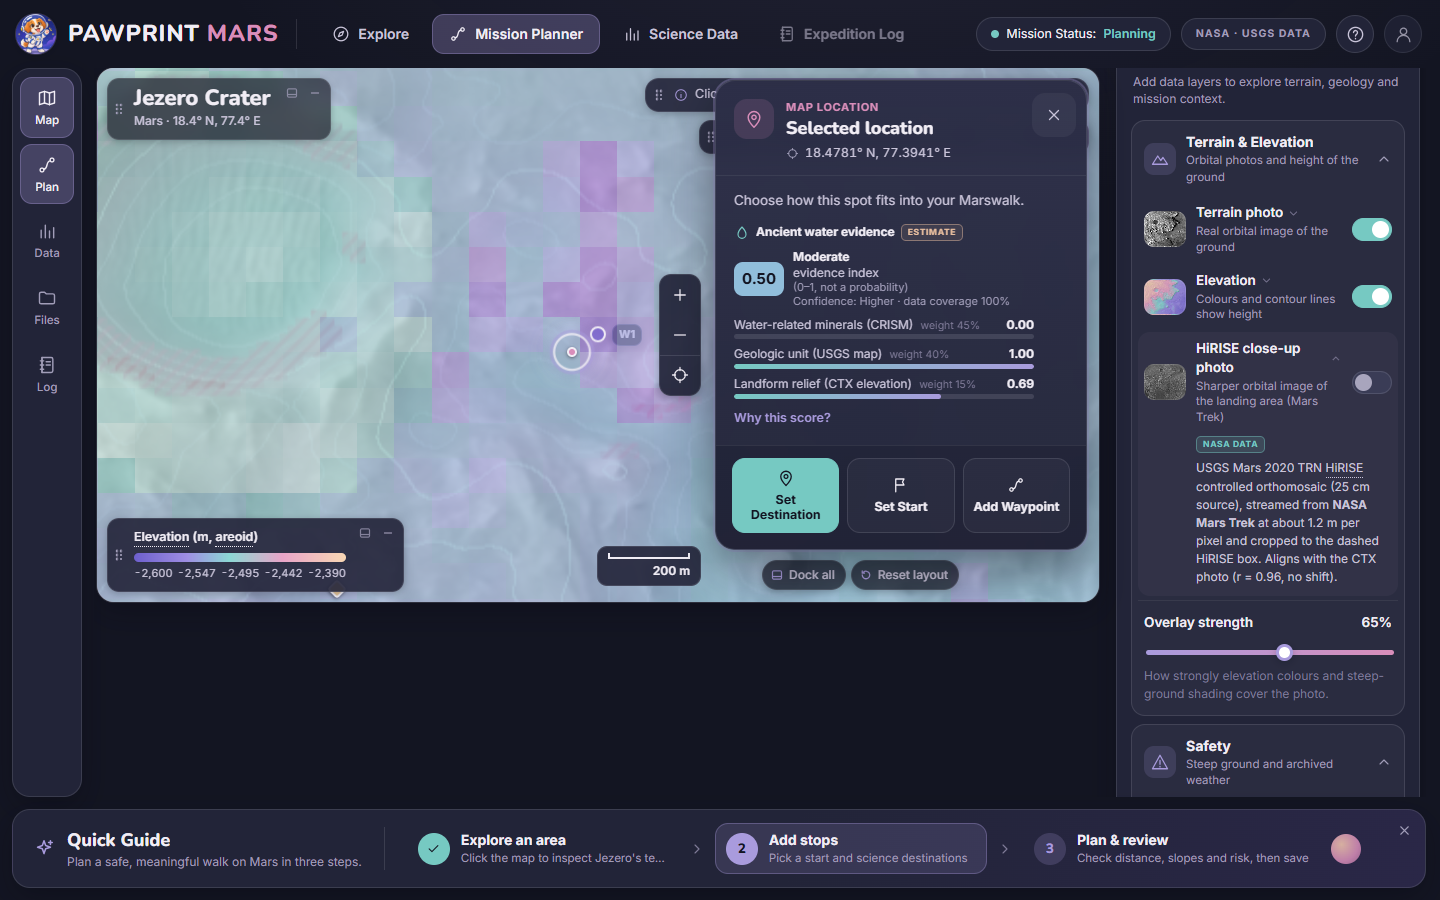 PAWPRINT MARS
Explore
Mission Planner
Science Data
Expedition Log
Mission Status: Planning
NASA · USGS DATA
Map
Plan
Data
Files
Log
Jezero Crater
Mars · 18.4° N, 77.4° E
Clic
W1
MAP LOCATION
Selected location
18.4781° N, 77.3941° E
Choose how this spot fits into your Marswalk.
Ancient water evidence ESTIMATE
0.50
Moderate
evidence index
(0–1, not a probability)
Confidence: Higher · data coverage 100%
Water-related minerals (CRISM) weight 45% 0.00
Geologic unit (USGS map) weight 40% 1.00
Landform relief (CTX elevation) weight 15% 0.69
Why this score?
Set
Destination
Set Start
Add Waypoint
Elevation (m, areoid)
-2,600 -2,547 -2,495 -2,442 -2,390
200 m
Dock all
Reset layout
Add data layers to explore terrain, geology and
mission context.
Terrain & Elevation
Orbital photos and height of the
ground
Terrain photo
Real orbital image of the
ground
Elevation
Colours and contour lines
show height
HiRISE close-up
photo
Sharper orbital image of
the landing area (Mars
Trek)
NASA DATA
USGS Mars 2020 TRN HiRISE
controlled orthomosaic (25 cm
source), streamed from NASA
Mars Trek at about 1.2 m per
pixel and cropped to the dashed
HiRISE box. Aligns with the CTX
photo (r = 0.96, no shift).
Overlay strength 65%
How strongly elevation colours and steep-
ground shading cover the photo.
Safety
Steep ground and archived
weather
Quick Guide
Plan a safe, meaningful walk on Mars in three steps.
Explore an area
Click the map to inspect Jezero's te...
2
Add stops
Pick a start and science destinations
3
Plan & review
Check distance, slopes and risk, then save